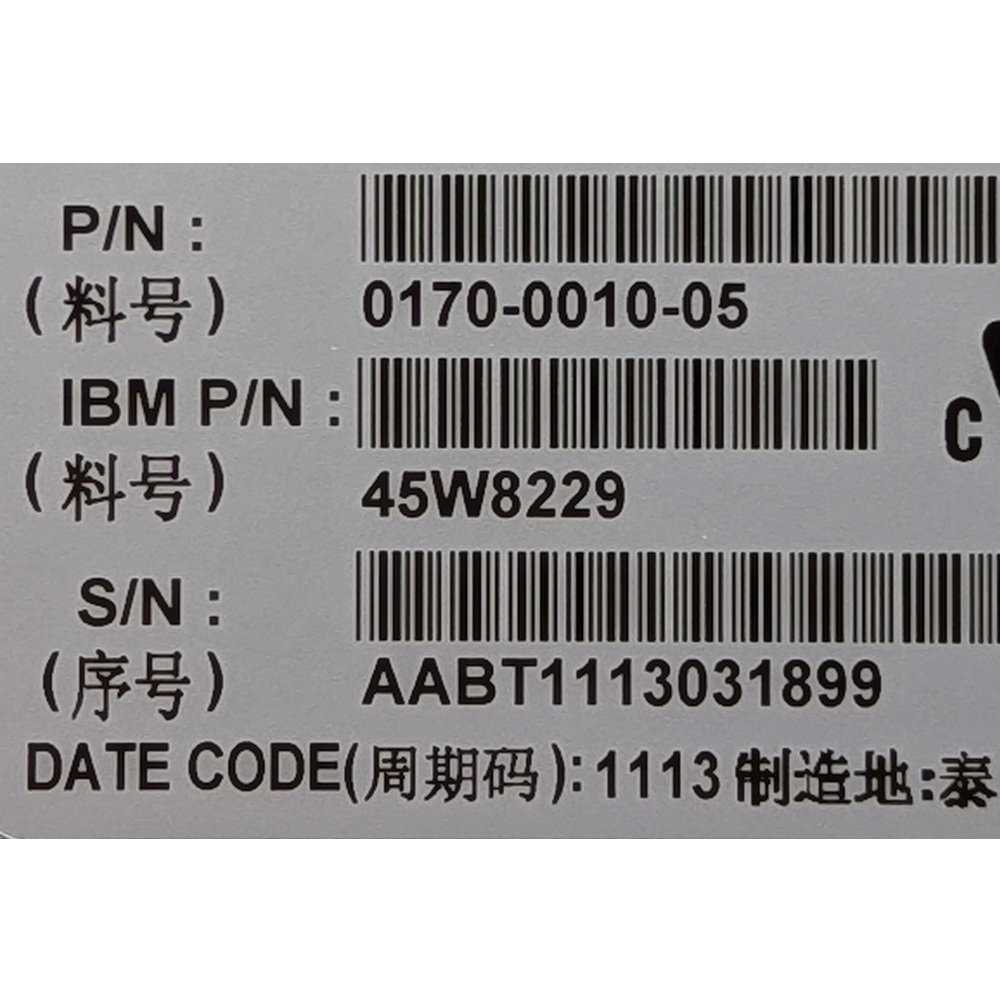 P/N :
(料号)
0170-0010-05
IBM P/N :
(料号)
45W8229
C
S/N :
(序号)
AABT1113031899
DATE CODE(周期码):1113 制造地:泰